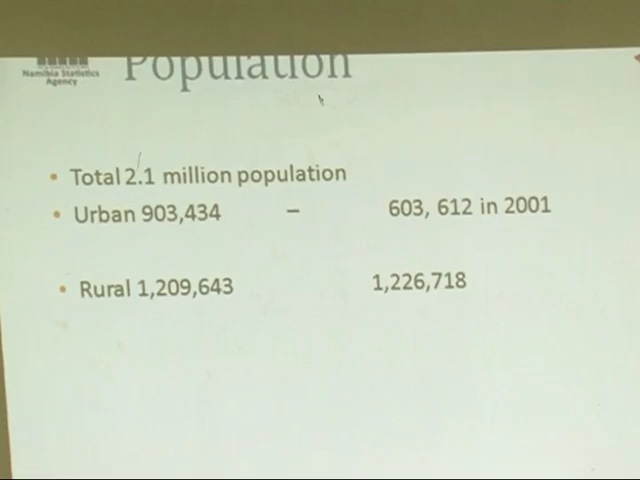 Namibia Statistics
Agency
Population
Total 2.1 million population
Urban 903,434 – 603, 612 in 2001
Rural 1,209,643 1,226,718